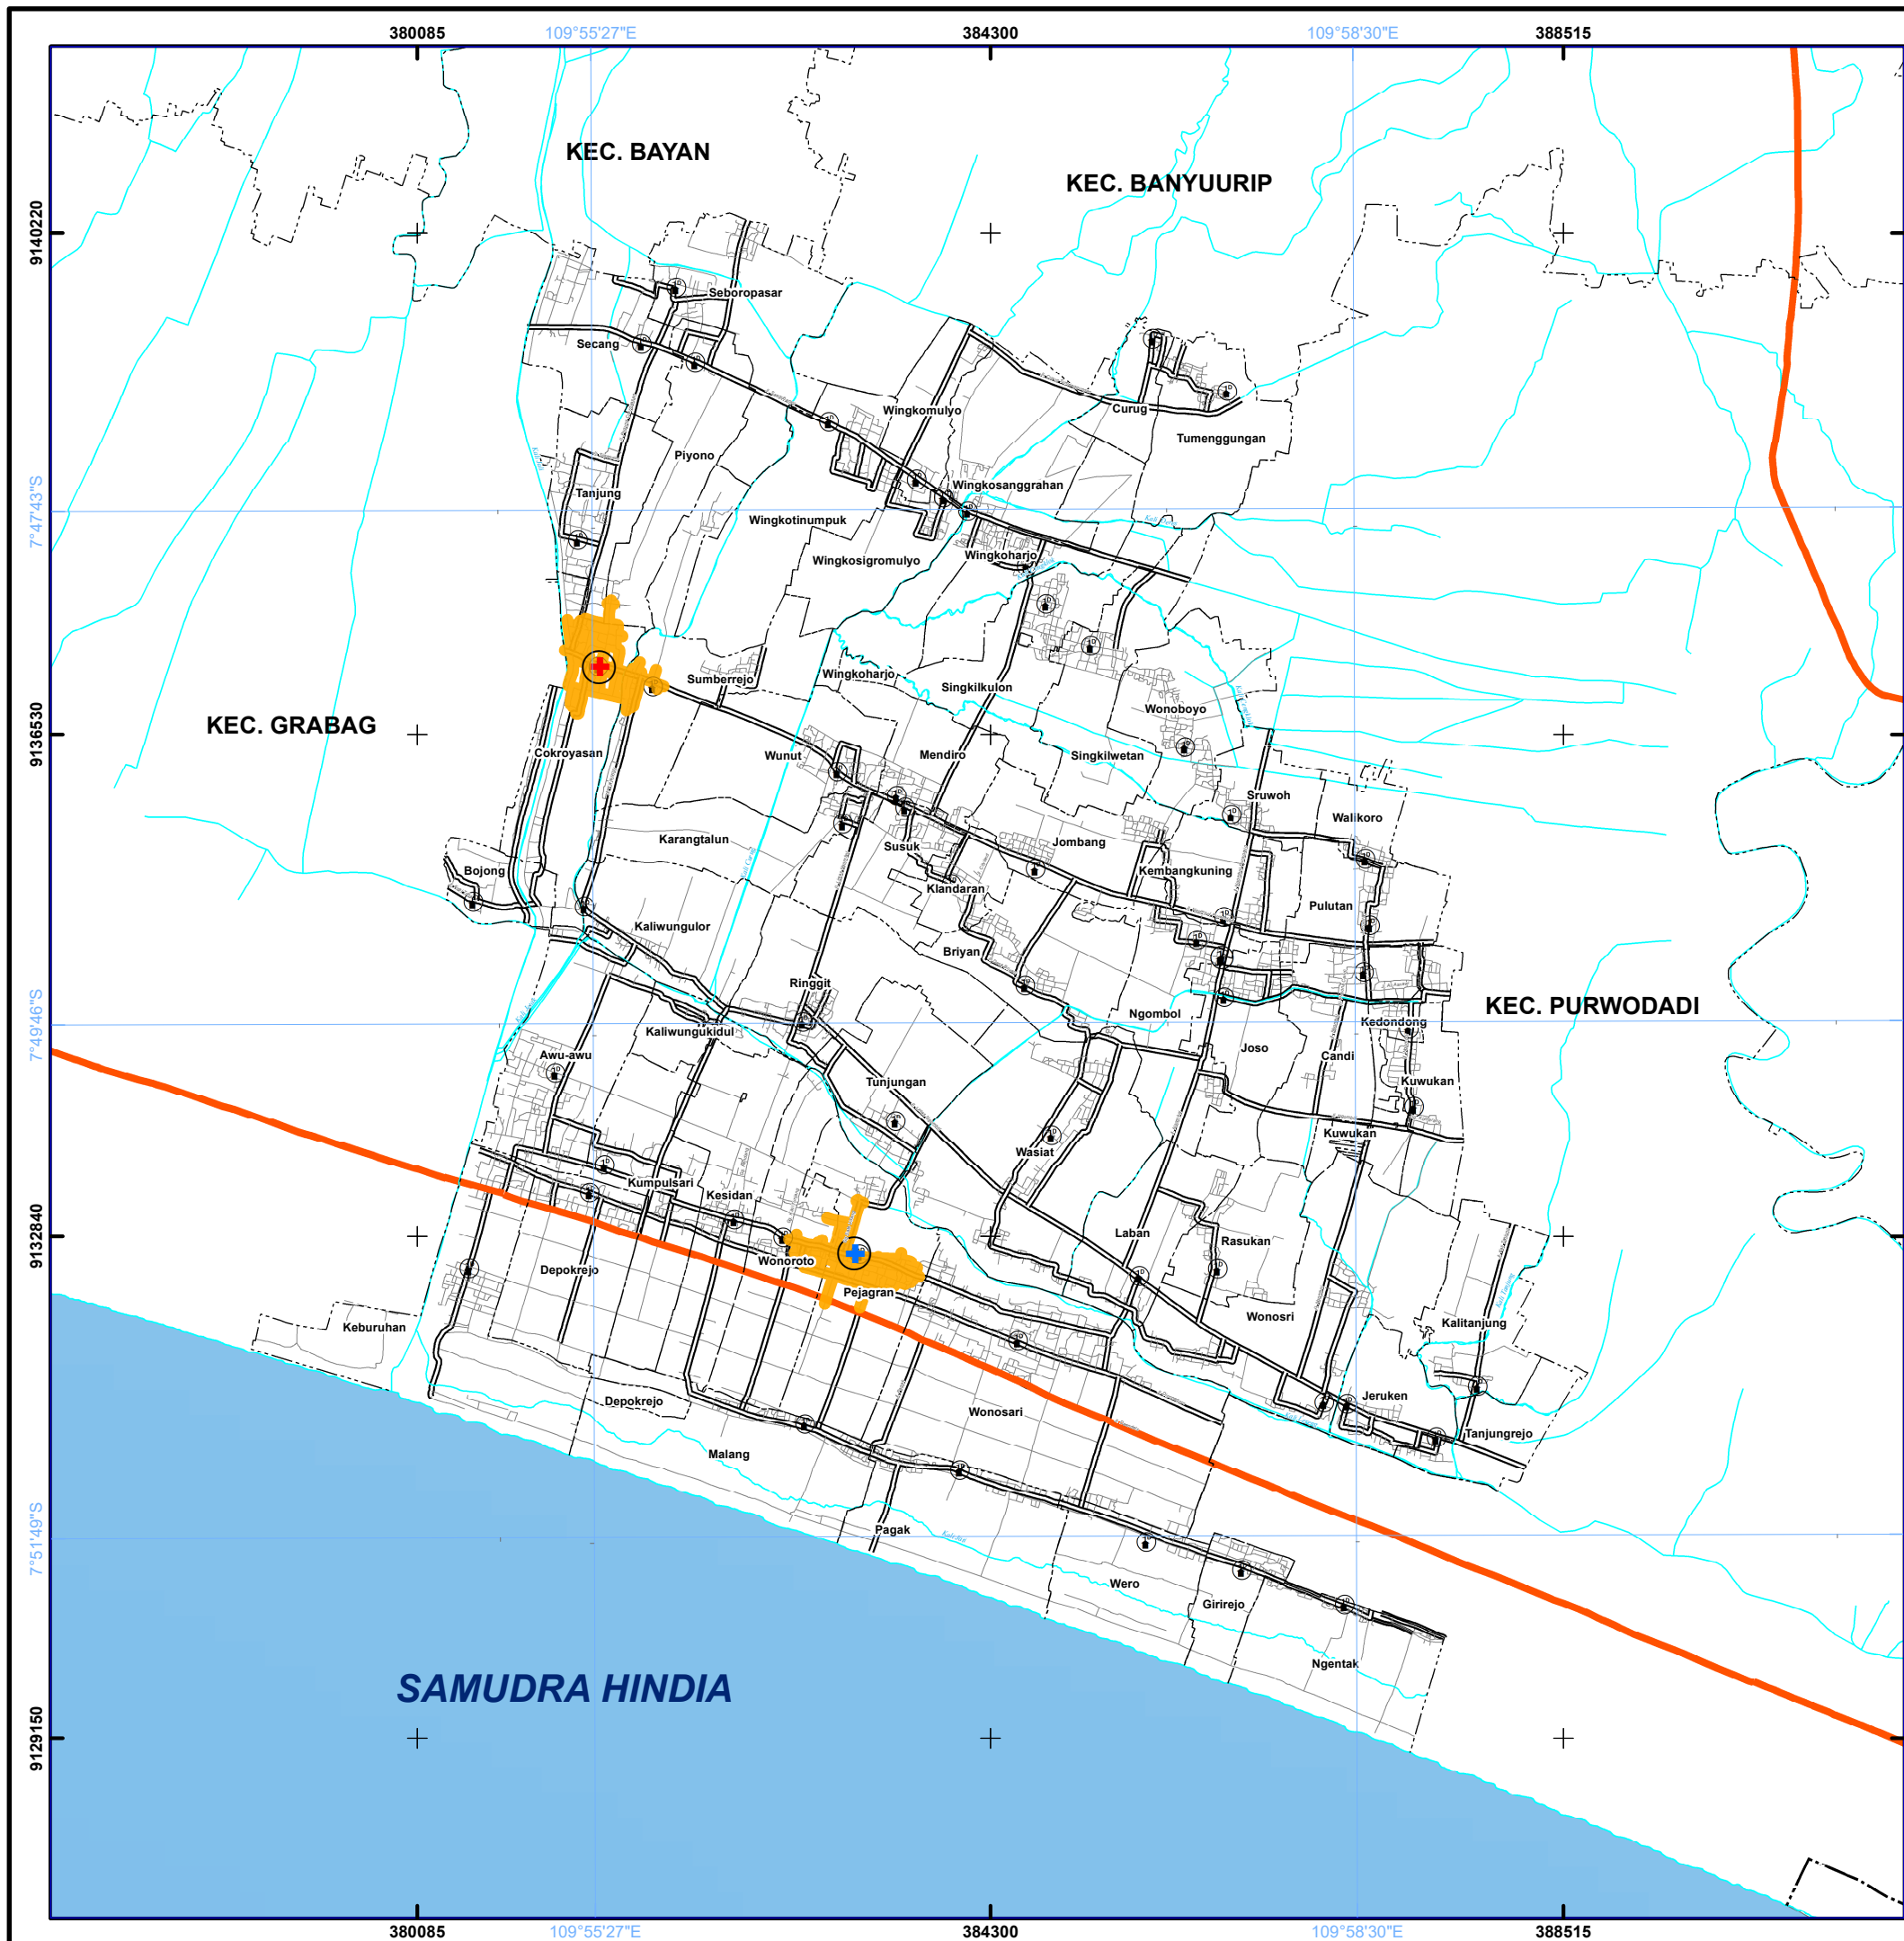 380085
109°55'27"E
384300
109°58'30"E
388515
KEC. BAYAN
KEC. BANYUURIP
9140220
Seboropasar
Secang
Wingkomulyo
Curug
Tumenggungan
Piyono
Wingkosanggrahan
Tanjung
7°47'43"S
Wingkotinumpuk
Wingkosigromulyo
Wingkoharjo
Sumberrejo
Wingkoharjo
Singkilkulon
Wonoboyo
KEC. GRABAG
9136530
Cokroyasan
Wunut
Mendiro
Singkilwetan
Sruwoh
Walikoro
Karangtalun
Susuk
Jombang
Bojong
Klandaran
Kembangkuning
Pulutan
Kaliwungulor
Briyan
Ringgit
KEC. PURWODADI
Ngombol
7°49'46"S
Kaliwungukidul
Kedondong
Awu-awu
Joso
Candi
Tunjungan
Kuwukan
Kuwukan
Wasiat
Kumpulsari
Kesidan
9132840
Laban
Rasukan
Depokrejo
Wonoroto
Pejagran
Wonosri
Keburuhan
Kalitanjung
Depokrejo
Wonosari
Jeruken
Tanjungrejo
Malang
Pagak
7°51'49"S
Wero
Girirejo
Ngentak
SAMUDRA HINDIA
9129150
380085
109°55'27"E
384300
109°58'30"E
388515